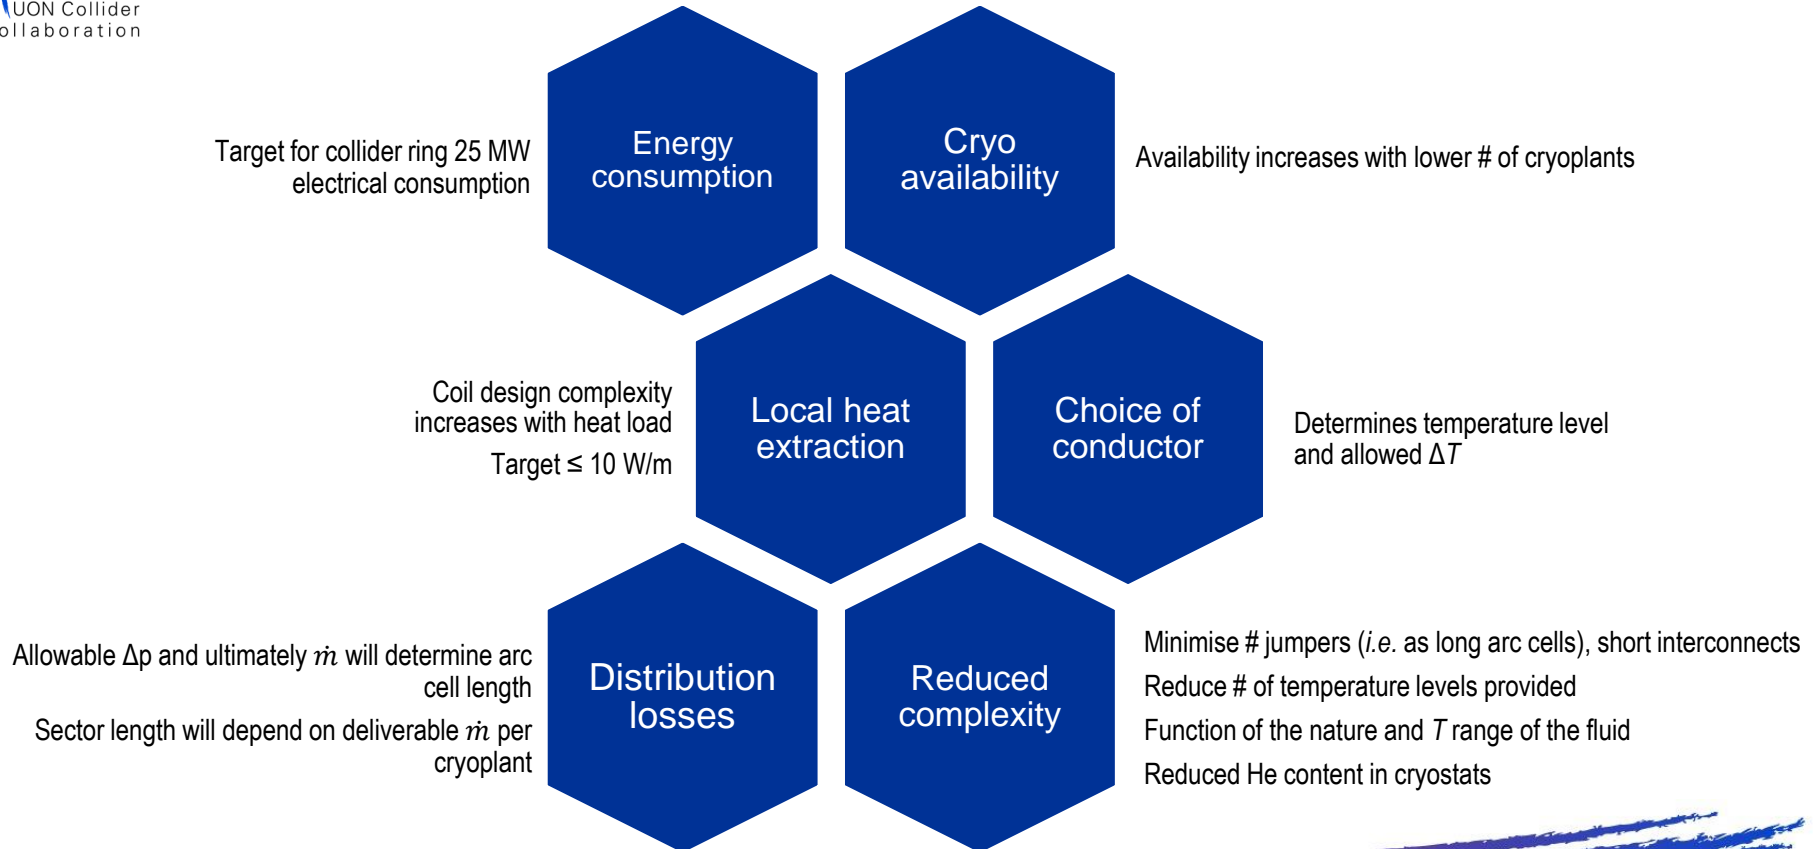 UON Collider
ollaboration
Target for collider ring 25 MW
electrical consumption
Energy
consumption
Cryo
availability
Availability increases with lower # of cryoplants
Coil design complexity
increases with heat load
Target ≤ 10 W/m
Local heat
extraction
Choice of
conductor
Determines temperature level
and allowed ΔT
Allowable Δp and ultimately ṁ will determine arc
cell length
Sector length will depend on deliverable ṁ per
cryoplant
Distribution
losses
Reduced
complexity
Minimise # jumpers (i.e. as long arc cells), short interconnects
Reduce # of temperature levels provided
Function of the nature and T range of the fluid
Reduced He content in cryostats